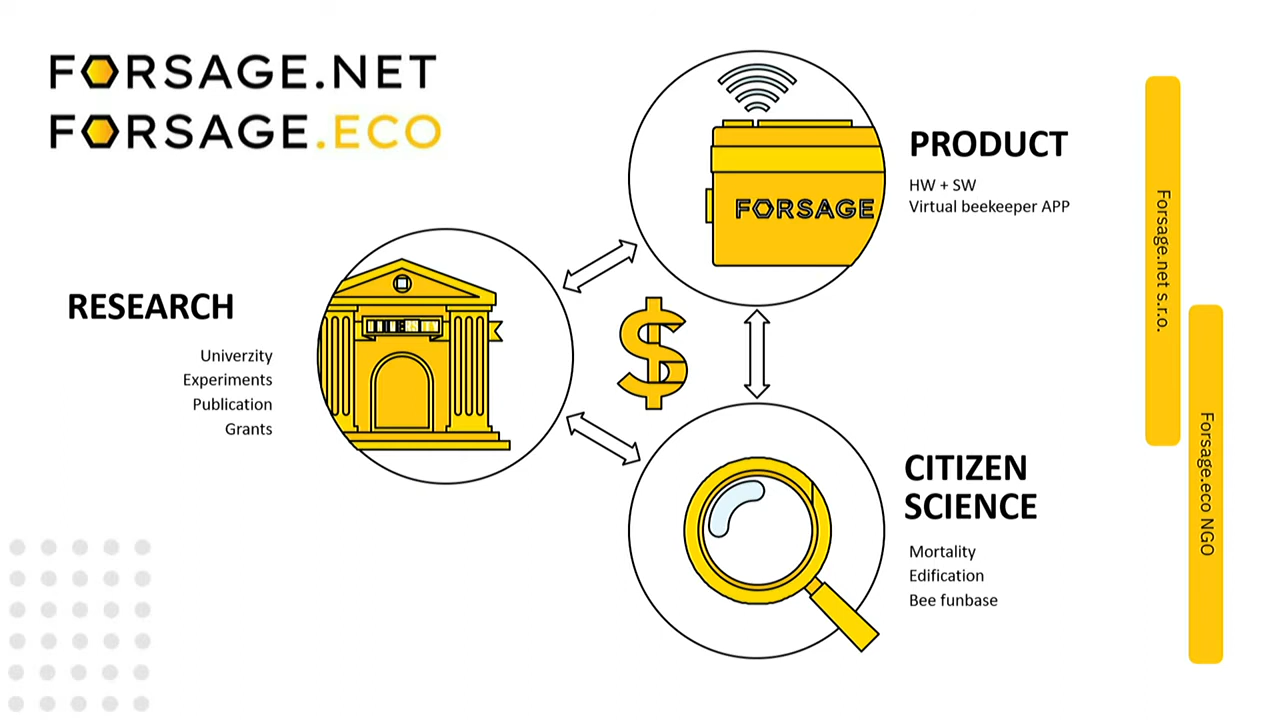 FORSAGE.NET
FORSAGE.ECO
PRODUCT
HW + SW
Virtual beekeeper APP
FORSAGE
RESEARCH
Univerzity
Experiments
Publication
Grants
UNIVERSITY
CITIZEN
SCIENCE
Mortality
Edification
Bee funbase
Forsage.net s.r.o.
Forsage.eco NGO